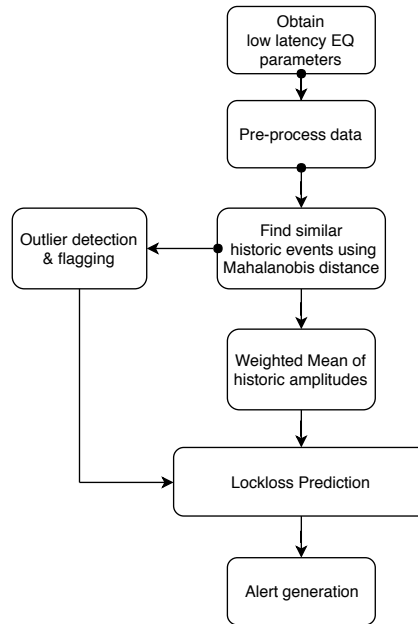 Obtain
low latency EQ
parameters
Pre-process data
Outlier detection
& flagging
Find similar
historic events using
Mahalanobis distance
Weighted Mean of
historic amplitudes
Lockloss Prediction
Alert generation